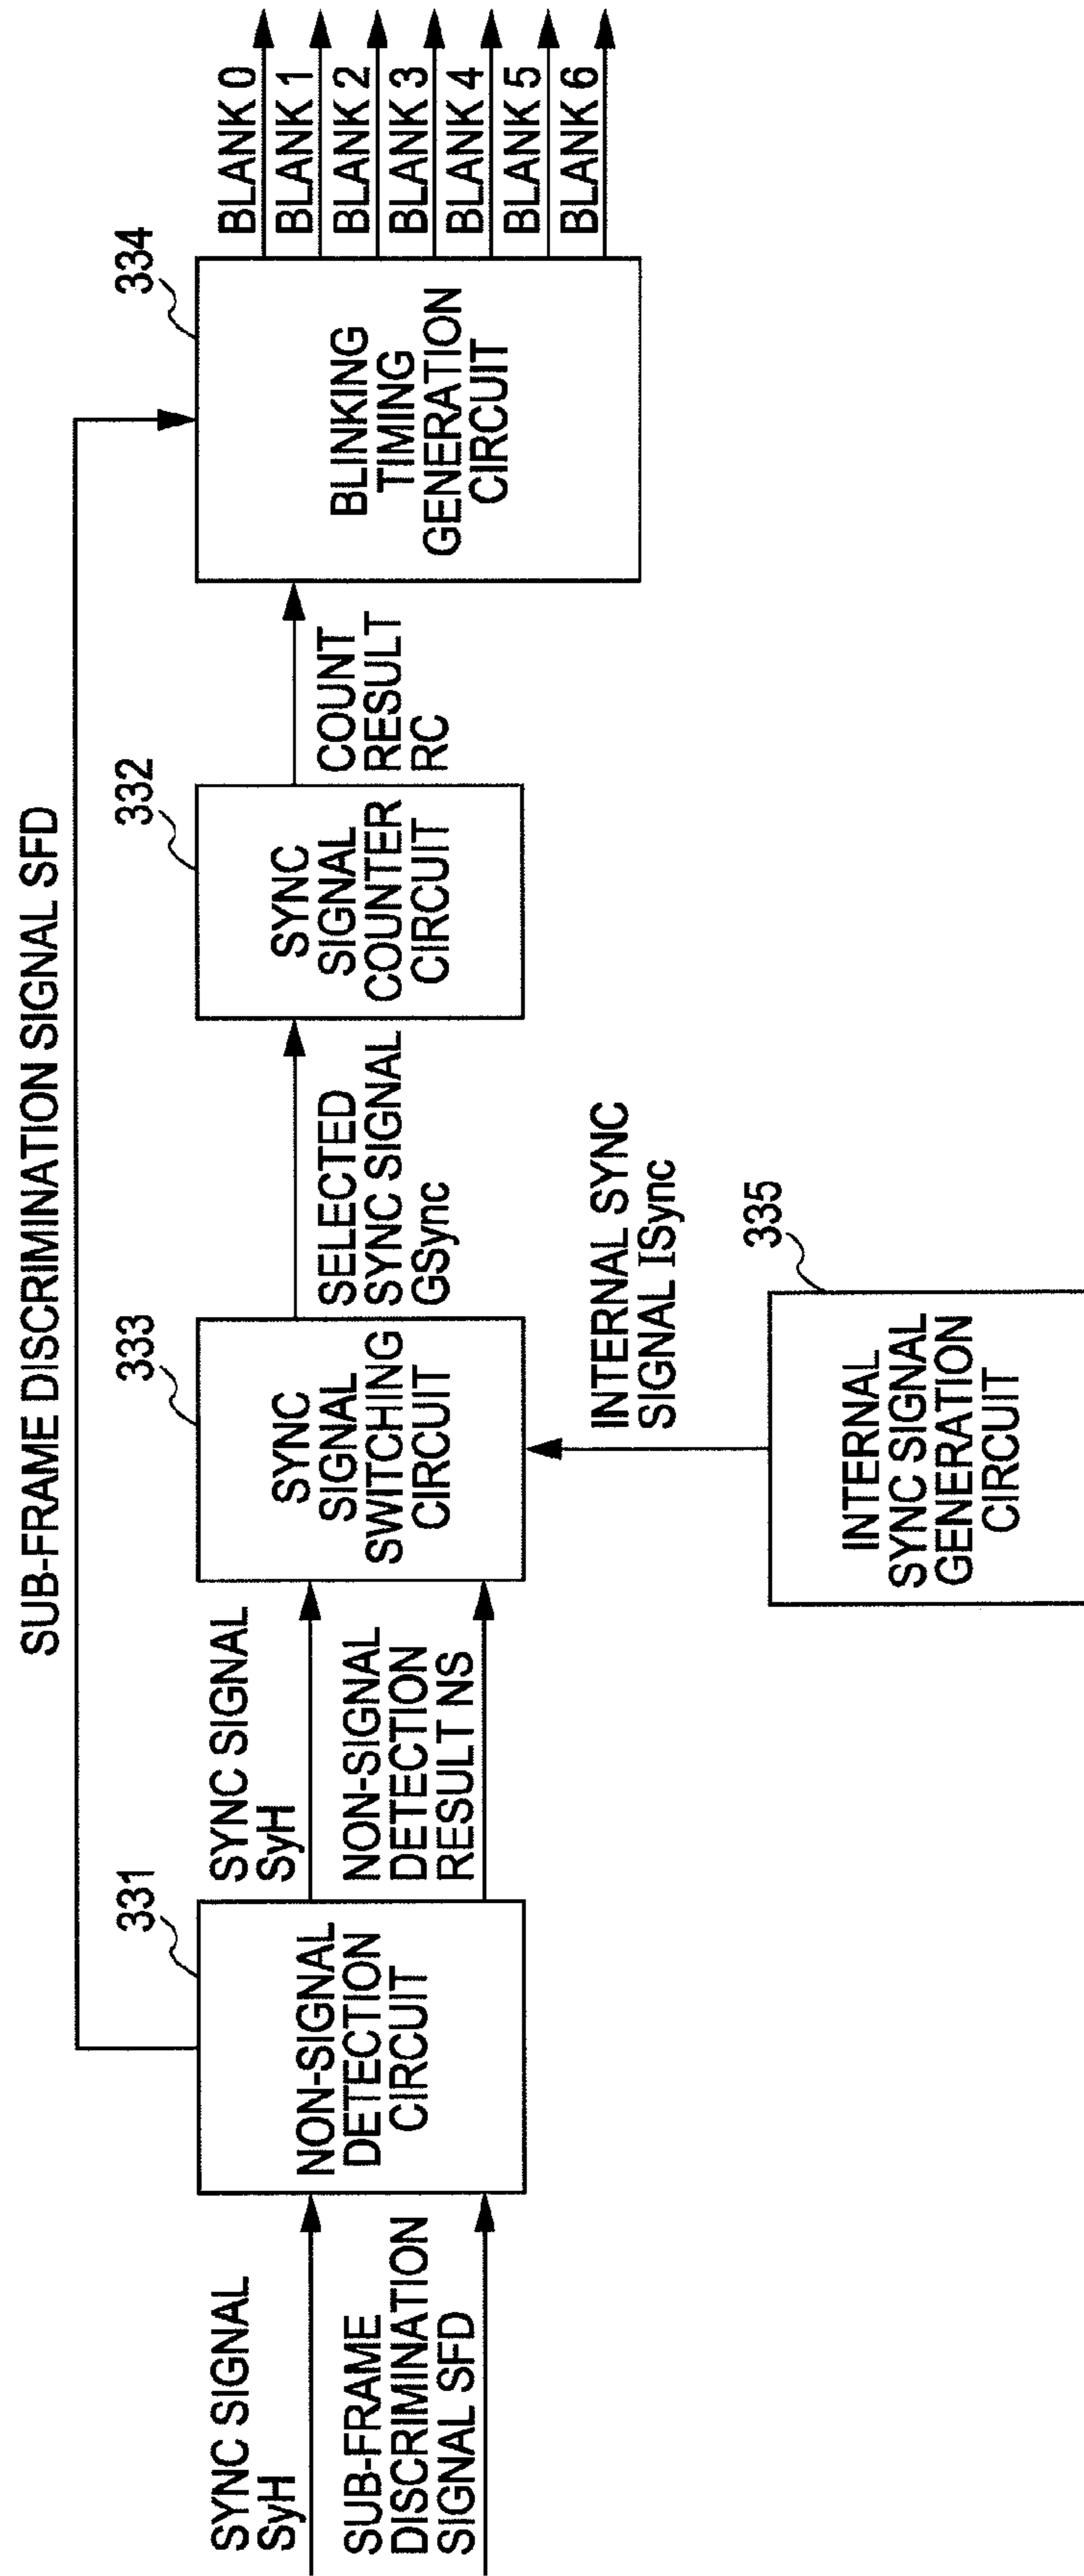 SUB-FRAME DISCRIMINATION SIGNAL SFD
SYNC SIGNAL
SyH
SUB-FRAME
DISCRIMINATION
SIGNAL SFD
331
NON-SIGNAL
DETECTION
CIRCUIT
SYNC SIGNAL
SyH
NON-SIGNAL
DETECTION
RESULT NS
333
SYNC
SIGNAL
SWITCHING
CIRCUIT
INTERNAL SYNC
SIGNAL ISync
335
INTERNAL
SYNC SIGNAL
GENERATION
CIRCUIT
SELECTED
SYNC SIGNAL
GSync
332
SYNC
SIGNAL
COUNTER
CIRCUIT
COUNT
RESULT
RC
334
BLINKING
TIMING
GENERATION
CIRCUIT
BLANK 0
BLANK 1
BLANK 2
BLANK 3
BLANK 4
BLANK 5
BLANK 6